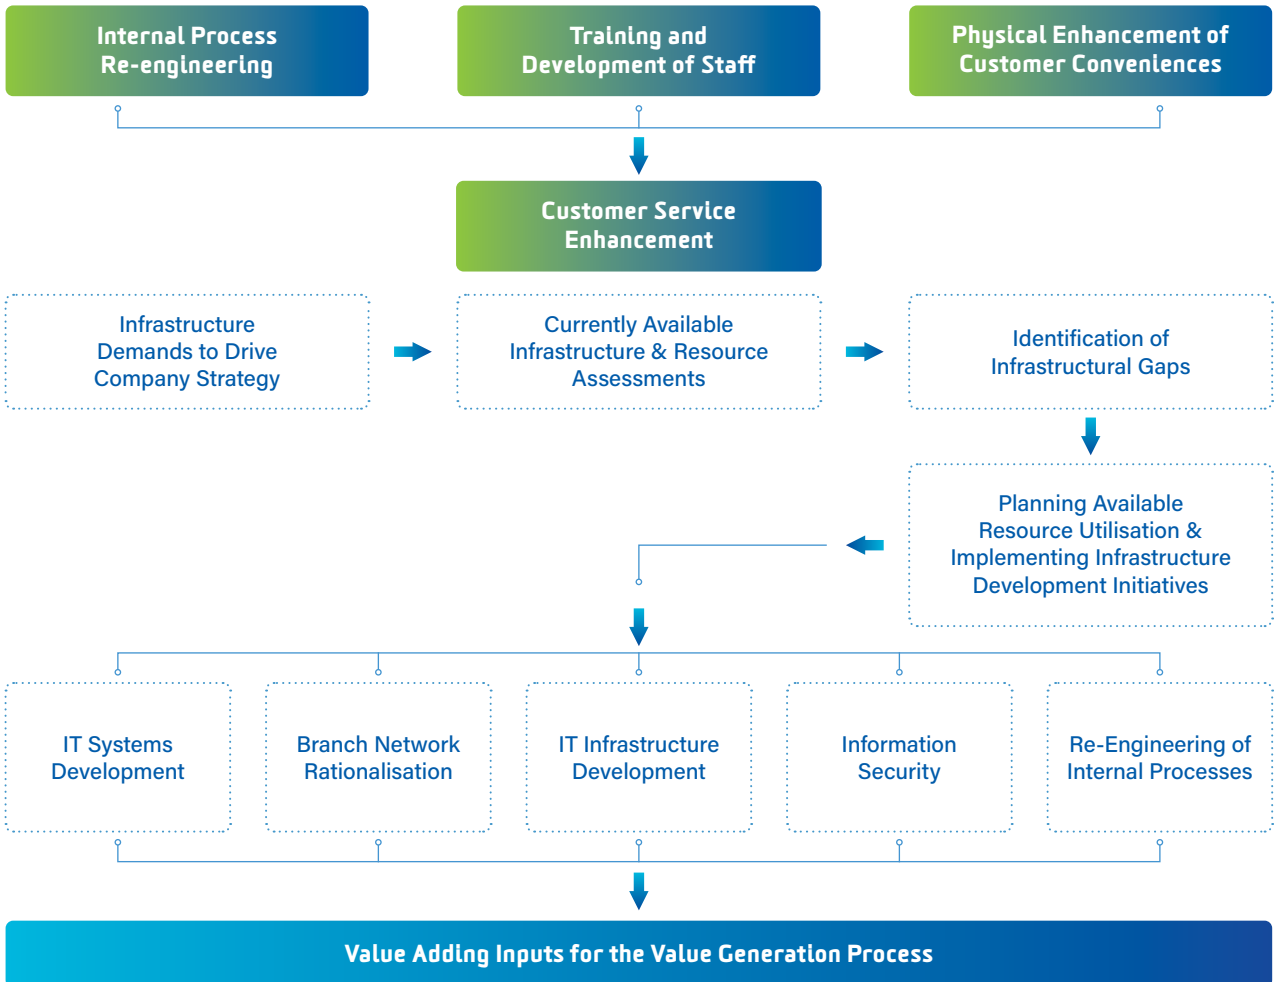 Internal Process
Re-engineering
Training and
Development of Staff
Physical Enhancement of
Customer Conveniences
Customer Service
Enhancement
Infrastructure
Demands to Drive
Company Strategy
Currently Available
Infrastructure & Resource
Assessments
Identification of
Infrastructural Gaps
Planning Available
Resource Utilisation &
Implementing Infrastructure
Development Initiatives
IT Systems
Development
Branch Network
Rationalisation
IT Infrastructure
Development
Information
Security
Re-Engineering of
Internal Processes
Value Adding Inputs for the Value Generation Process